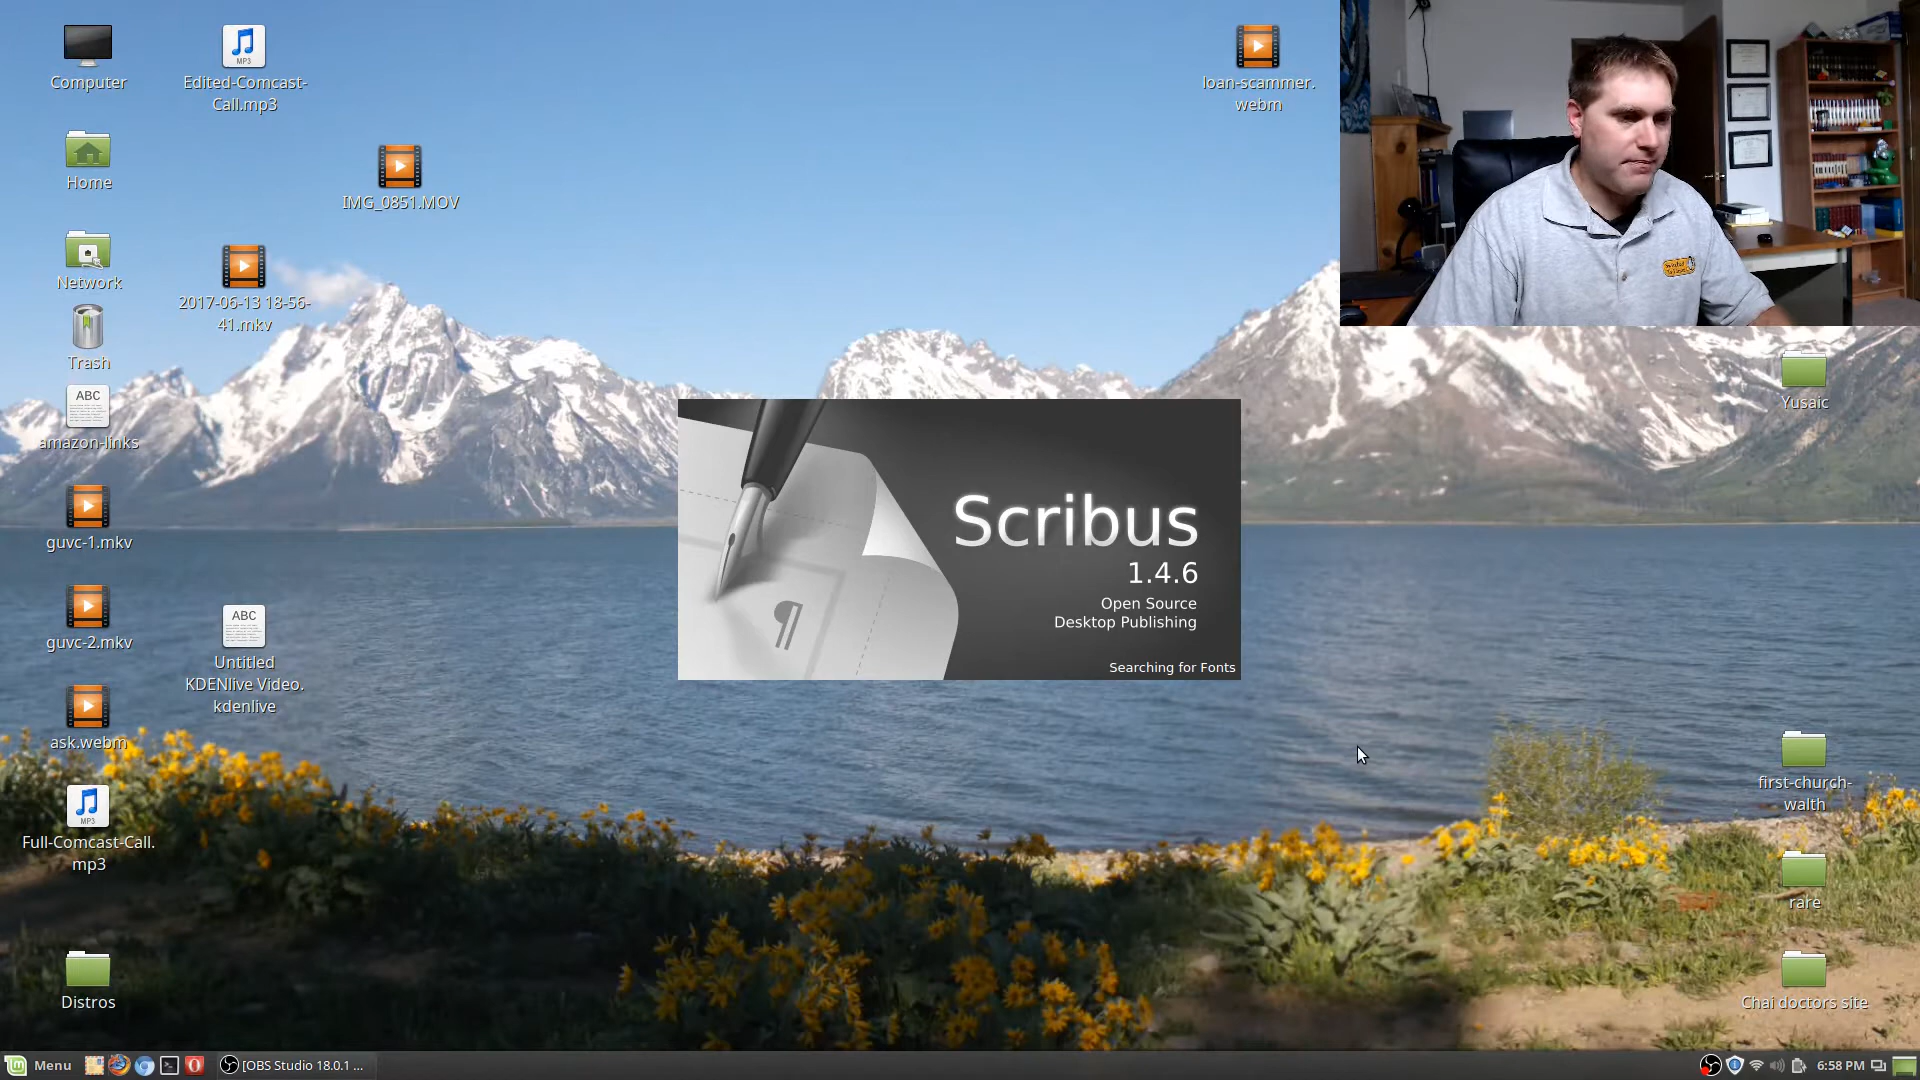 Computer
Edited-Comcast-
Call.mp3
MP3
loan-scammer.
webm
Home
IMG_0851.MOV
Network
2017-06-13 18-56-
41.mkv
Trash
ABC
amazon-links
Yusaic
Scribus
1.4.6
Open Source
Desktop Publishing
Searching for Fonts
guvc-1.mkv
guvc-2.mkv
ABC
Untitled
KDENlive Video.
kdenlive
ask.webm
first-church-
walth
MP3
Full-Comcast-Call.
mp3
rare
Distros
Chai doctors site
Menu
[OBS Studio 18.0.1 ...
6:58 PM